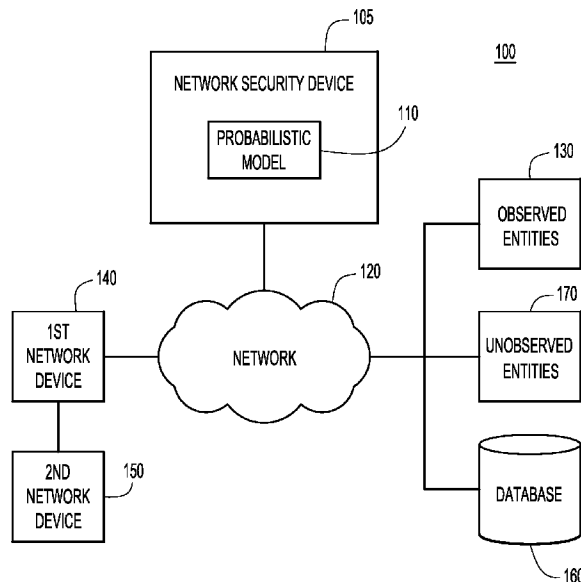 105
100
NETWORK SECURITY DEVICE
110
PROBABILISTIC
MODEL
130
OBSERVED
ENTITIES
120
140
170
1ST
NETWORK
DEVICE
NETWORK
UNOBSERVED
ENTITIES
2ND
NETWORK
DEVICE
150
DATABASE
160